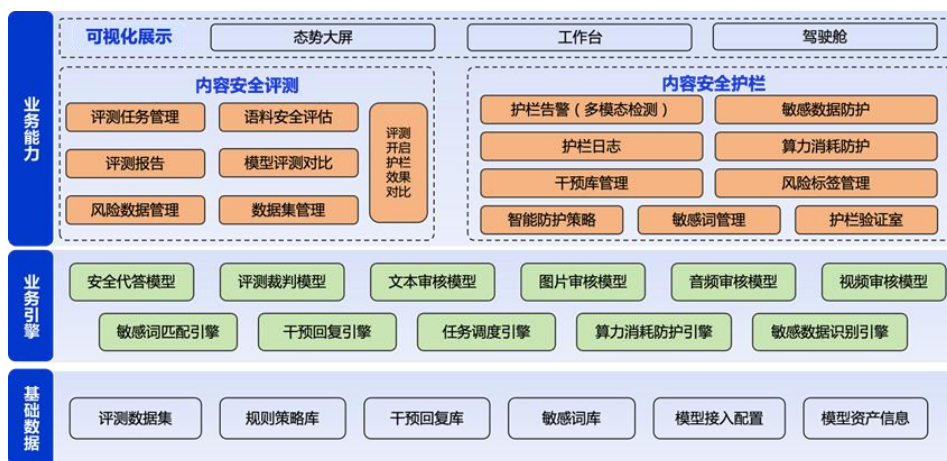 业务能力
可视化展示
态势大屏
工作台
驾驶舱
内容安全评测
评测任务管理
语料安全评估
评测报告
模型评测对比
风险数据管理
数据集管理
评测
开启
护栏
效果
对比
内容安全护栏
护栏告警（多模态检测）
敏感数据防护
护栏日志
算力消耗防护
干预库管理
风险标签管理
智能防护策略
敏感词管理
护栏验证室
业务引擎
安全代答模型
评测裁判模型
文本审核模型
图片审核模型
音频审核模型
视频审核模型
敏感词匹配引擎
干预回复引擎
任务调度引擎
算力消耗防护引擎
敏感数据识别引擎
基础数据
评测数据集
规则策略库
干预回复库
敏感词库
模型接入配置
模型资产信息